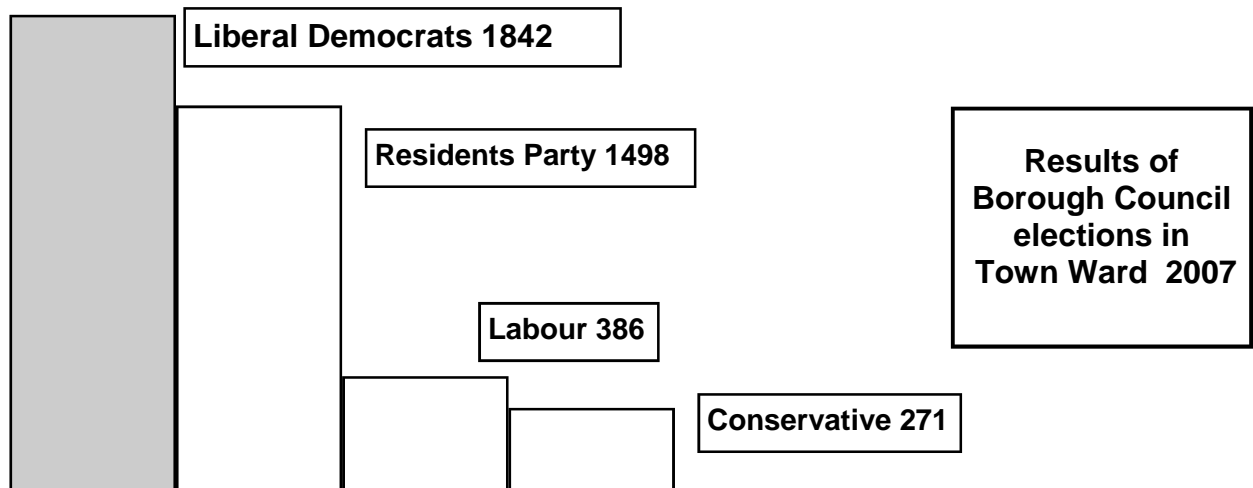 Liberal Democrats 1842
Residents Party 1498
Results of
Borough Council
elections in
Town Ward  2007
Labour 386
Conservative 271